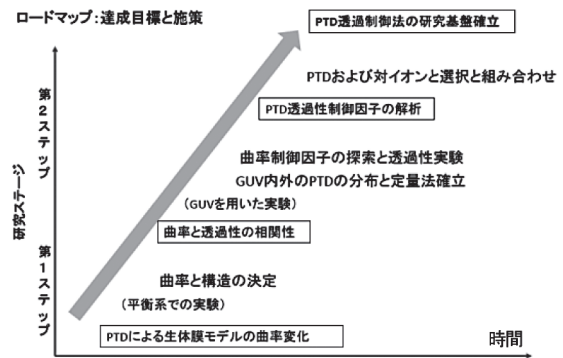 ロードマップ：達成目標と施策
PTD透過制御法の研究基盤確立
PTDおよび対イオンと選択と組み合わせ
PTD透過性制御因子の解析
曲率制御因子の探索と透過性実験
GUV内外のPTDの分布と定量法確立
（GUVを用いた実験）
曲率と透過性の相関性
曲率と構造の決定
（平衡系での実験）
PTDによる生体膜モデルの曲率変化
時間
研究ステージ
第２ステップ
第１ステップ